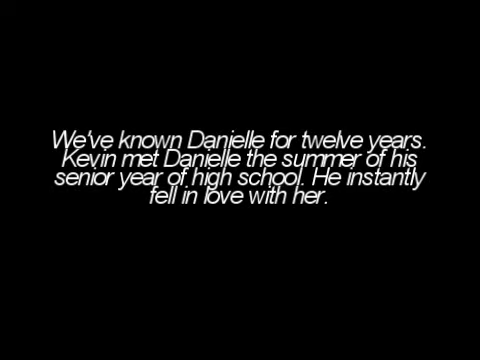 We've known Danielle for twelve years.
Kevin met Danielle the summer of his
senior year of high school. He instantly
fell in love with her.